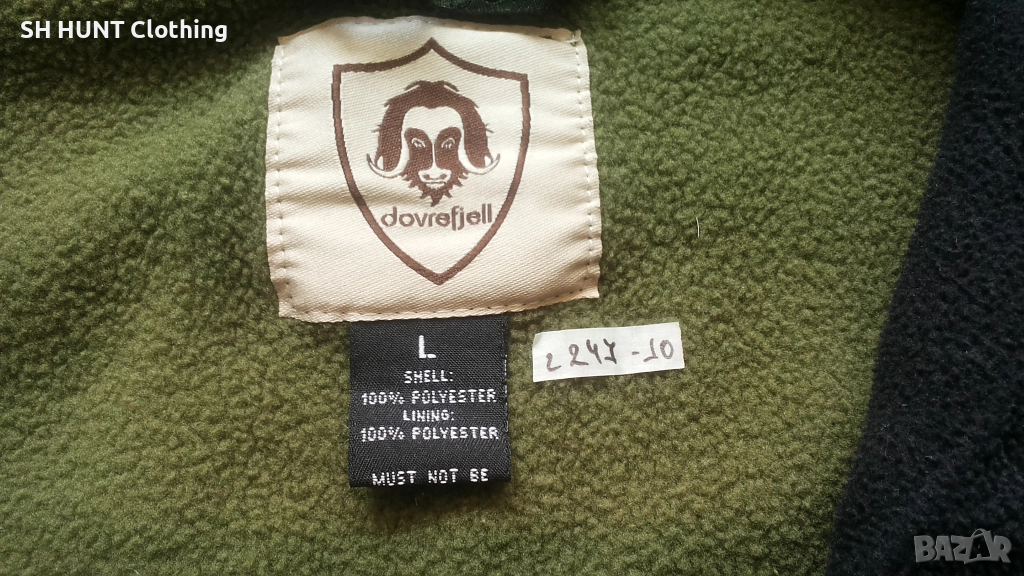 SH HUNT Clothing
dovrefjell
L
SHELL:
100% POLYESTER
LINING:
100% POLYESTER
MUST NOT BE
2247-10
BAZAR